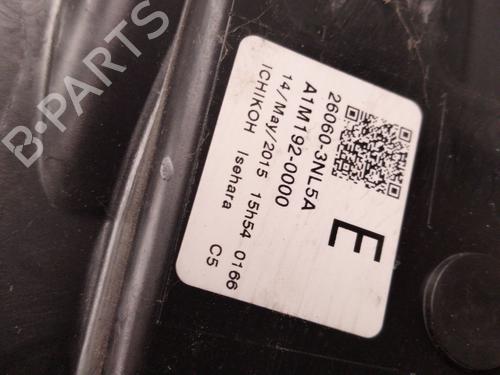 B-PARTS
26060-3NL5A
A1M192-0000
14/May/2015 15h54 0166
ICHIKOH Isehara C5
E